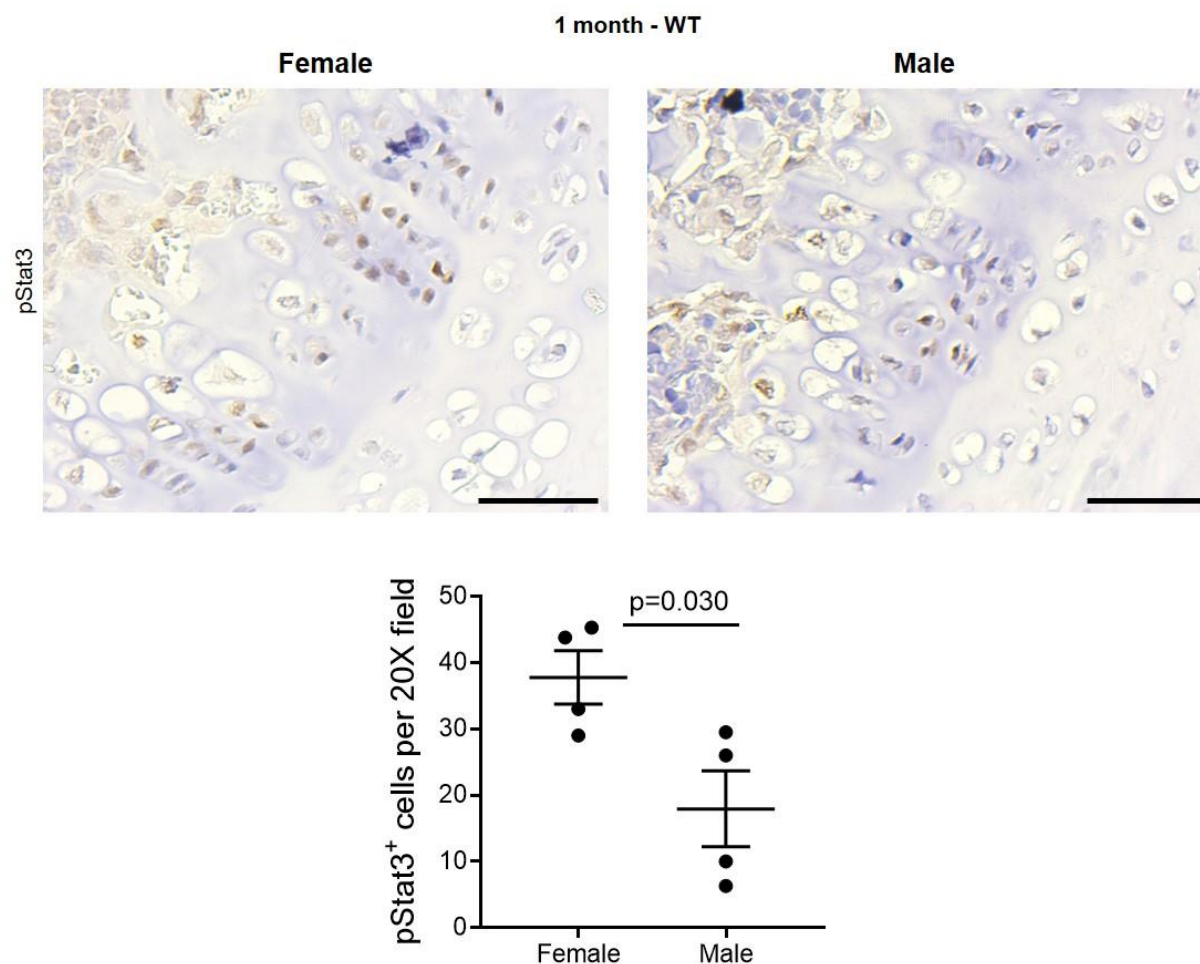 1 month - WT
Female
Male
pStat3
p=0.030
pStat3⁺ cells per 20X field
50
40
30
20
10
0
Female
Male